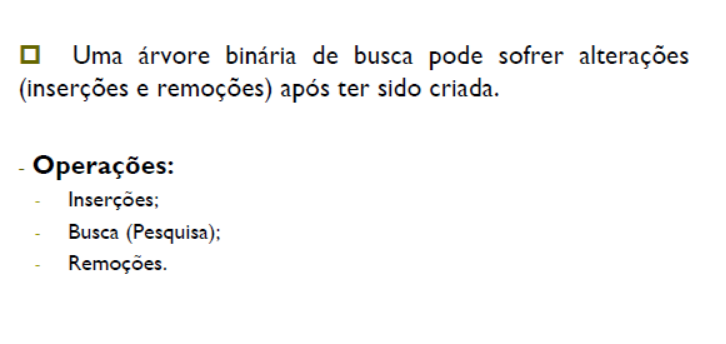 Uma árvore binária de busca pode sofrer alterações
(inserções e remoções) após ter sido criada.
- Operações:
- Inserções;
- Busca (Pesquisa);
- Remoções.